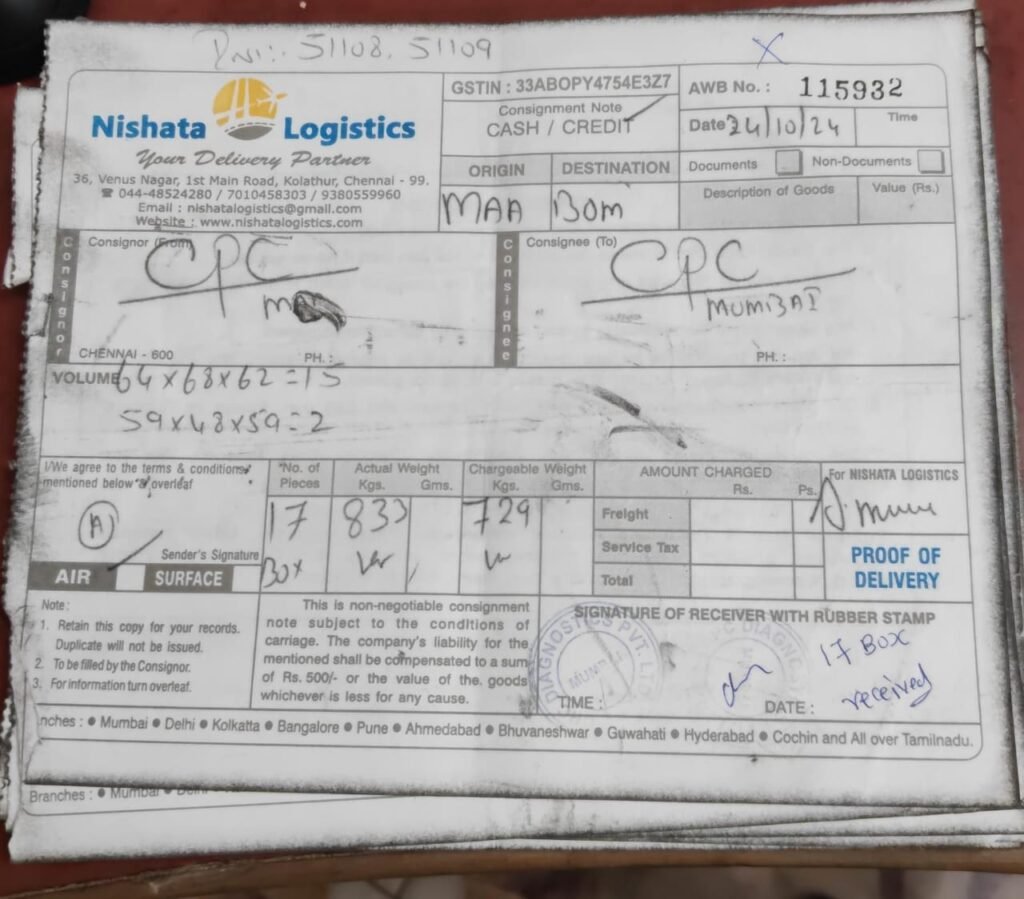 51108, 51109
X
Nishata Logistics
Your Delivery Partner
36, Venus Nagar, 1st Main Road, Kolathur, Chennai - 99.
☎ 044-48524280 / 7010458303 / 9380559960
Email : nishatalogistics@gmail.com
Website : www.nishatalogistics.com
GSTIN : 33ABOPY4754E3Z7
Consignment Note
CASH / CREDIT
AWB No. : 115932
Date 24/10/24 Time
ORIGIN DESTINATION
MAA BOM
Documents Non-Documents
Description of Goods Value (Rs.)
Consignor
Consignor (From)
CPC
CHENNAI - 600 PH. :
Consignee
Consignee (To)
CPC
MUMBAI
PH. :
VOLUME 64x68x62=15
59x48x59=2
I/We agree to the terms & conditions
mentioned below & overleaf
A
Sender's Signature
AIR SURFACE
No. of Pieces
17
BOX
Actual Weight
Kgs. Gms.
833
Chargeable Weight
Kgs. Gms.
729
AMOUNT CHARGED
Rs. Ps.
Freight
Service Tax
Total
For NISHATA LOGISTICS
PROOF OF
DELIVERY
Note :
1. Retain this copy for your records.
Duplicate will not be issued.
2. To be filled by the Consignor.
3. For information turn overleaf.
This is non-negotiable consignment
note subject to the conditions of
carriage. The company's liability for the
mentioned shall be compensated to a sum
of Rs. 500/- or the value of the goods
whichever is less for any cause.
SIGNATURE OF RECEIVER WITH RUBBER STAMP
DIAGNOSTICS PVT. LTD.
17 BOX
received
TIME : DATE :
nches : ● Mumbai ● Delhi ● Kolkatta ● Bangalore ● Pune ● Ahmedabad ● Bhuvaneshwar ● Guwahati ● Hyderabad ● Cochin and All over Tamilnadu.
Branches : ● Mumbai ●